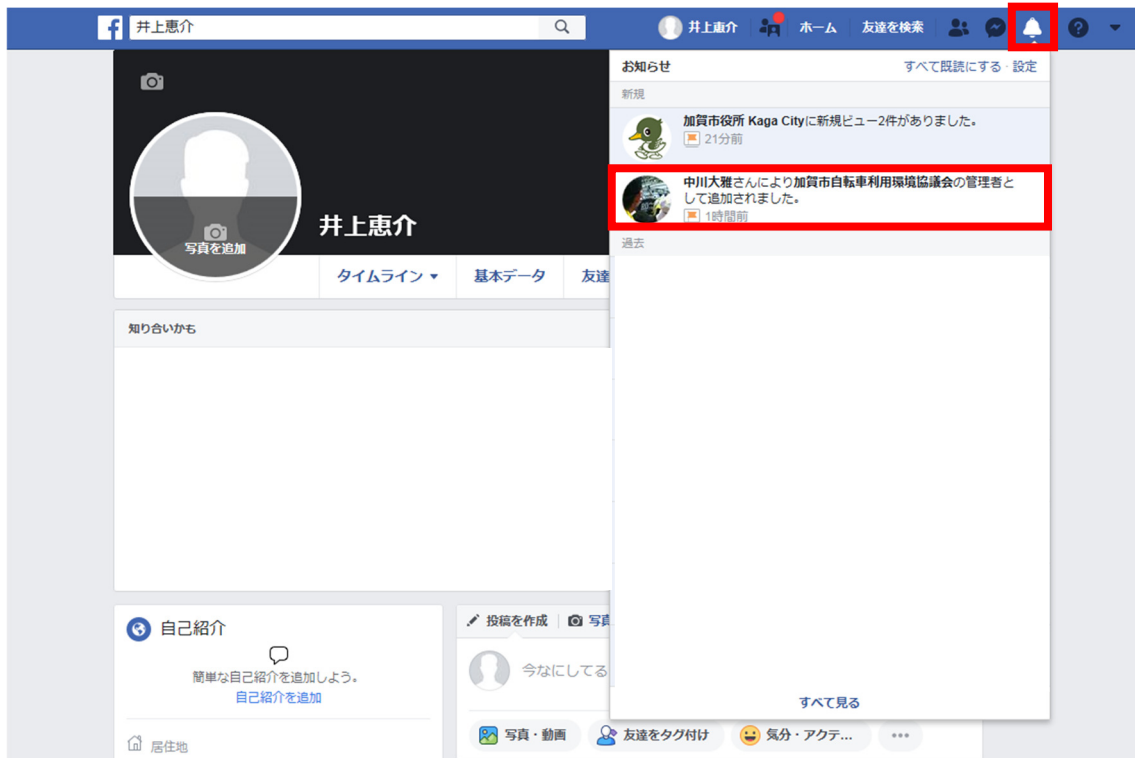 井上恵介
井上恵介 ホーム 友達を検索
お知らせ すべて既読にする · 設定
新規
加賀市役所 Kaga Cityに新規ビュー2件がありました。
21分前
中川大雅さんにより加賀市自転車利用環境協議会の管理者と
して追加されました。
1時間前
過去
すべて見る
写真を追加
井上恵介
タイムライン 基本データ 友達
知り合いかも
自己紹介
簡単な自己紹介を追加しよう。
自己紹介を追加
居住地
投稿を作成 写真
今なにしてる
写真・動画 友達をタグ付け 気分・アクテ...